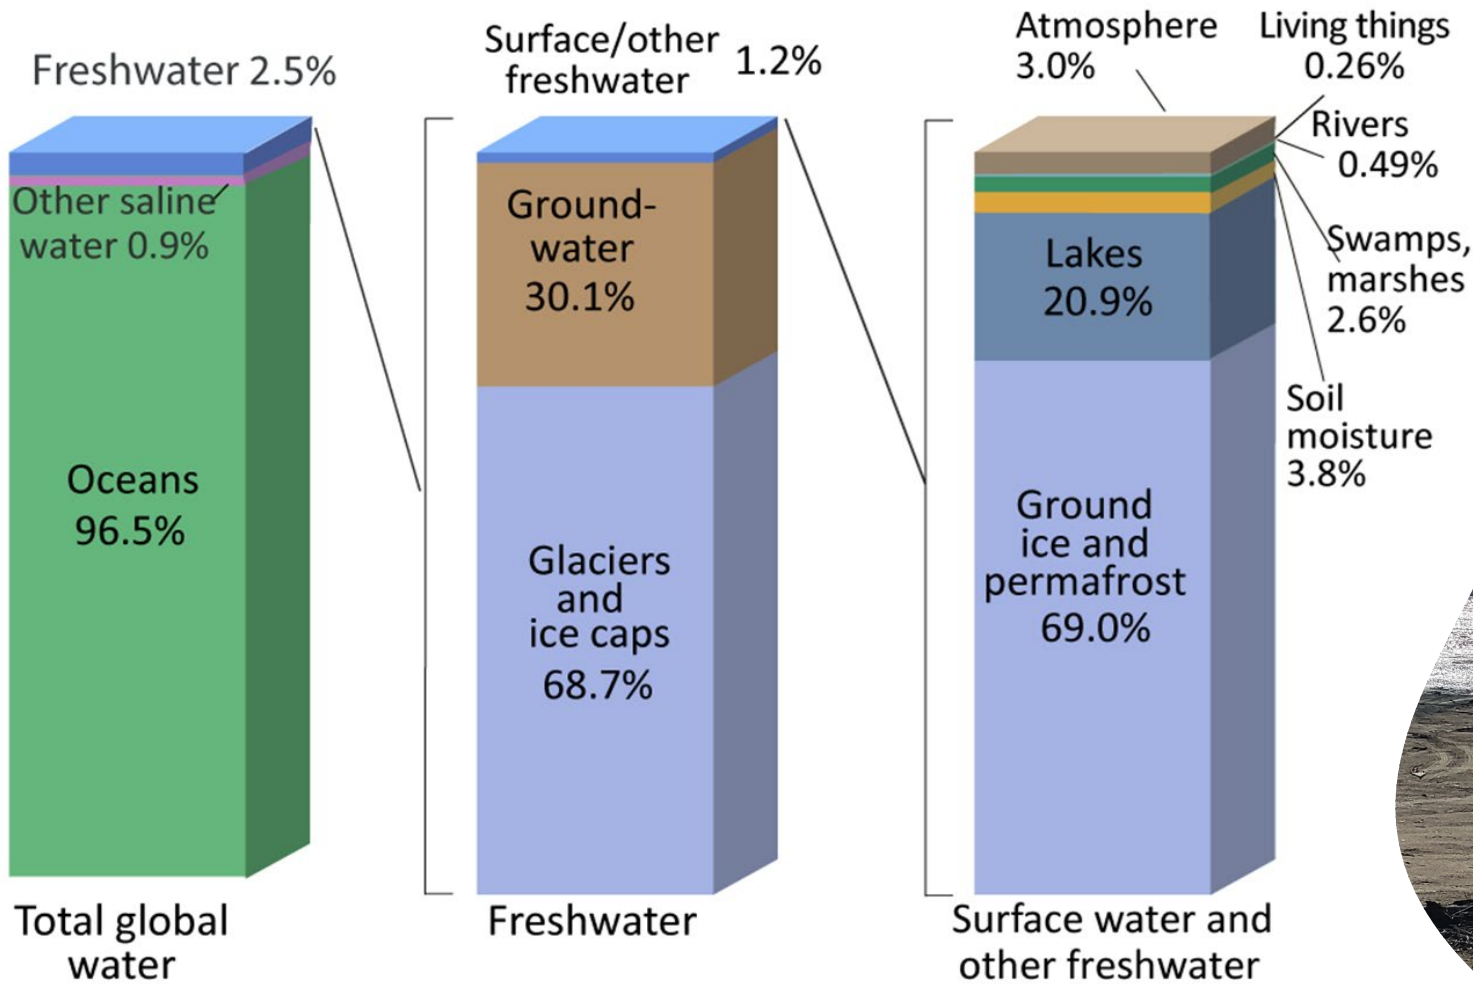 Freshwater 2.5%
Other saline
water 0.9%
Oceans
96.5%
Total global
water
Surface/other
freshwater
1.2%
Ground-
water
30.1%
Glaciers
and
ice caps
68.7%
Freshwater
Atmosphere
3.0%
Living things
0.26%
Rivers
0.49%
Swamps,
marshes
2.6%
Soil
moisture
3.8%
Lakes
20.9%
Ground
ice and
permafrost
69.0%
Surface water and
other freshwater